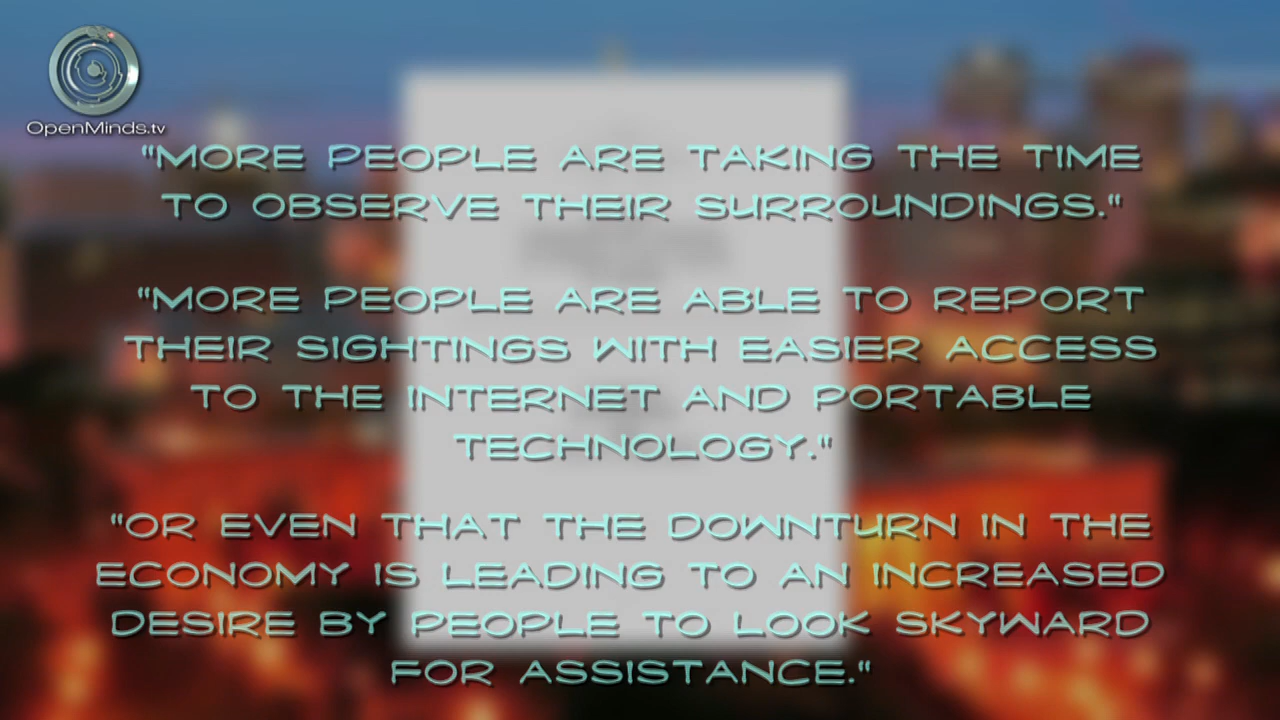 OpenMinds.tv
"MORE PEOPLE ARE TAKING THE TIME
TO OBSERVE THEIR SURROUNDINGS."
"MORE PEOPLE ARE ABLE TO REPORT
THEIR SIGHTINGS WITH EASIER ACCESS
TO THE INTERNET AND PORTABLE
TECHNOLOGY."
"OR EVEN THAT THE DOWNTURN IN THE
ECONOMY IS LEADING TO AN INCREASED
DESIRE BY PEOPLE TO LOOK SKYWARD
FOR ASSISTANCE."